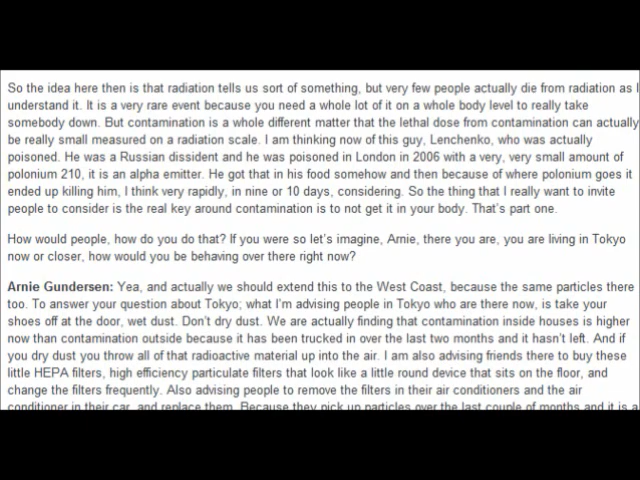 So the idea here then is that radiation tells us sort of something, but very few people actually die from radiation as I
understand it. It is a very rare event because you need a whole lot of it on a whole body level to really take
somebody down. But contamination is a whole different matter that the lethal dose from contamination can actually
be really small measured on a radiation scale. I am thinking now of this guy, Lenchenko, who was actually
poisoned. He was a Russian dissident and he was poisoned in London in 2006 with a very, very small amount of
polonium 210, it is an alpha emitter. He got that in his food somehow and then because of where polonium goes it
ended up killing him, I think very rapidly, in nine or 10 days, considering. So the thing that I really want to invite
people to consider is the real key around contamination is to not get it in your body. That's part one.
How would people, how do you do that? If you were so let's imagine, Arnie, there you are, you are living in Tokyo
now or closer, how would you be behaving over there right now?
Arnie Gundersen: Yea, and actually we should extend this to the West Coast, because the same particles there
too. To answer your question about Tokyo; what I'm advising people in Tokyo who are there now, is take your
shoes off at the door, wet dust. Don't dry dust. We are actually finding that contamination inside houses is higher
now than contamination outside because it has been trucked in over the last two months and it hasn't left. And if
you dry dust you throw all of that radioactive material up into the air. I am also advising friends there to buy these
little HEPA filters, high efficiency particulate filters that look like a little round device that sits on the floor, and
change the filters frequently. Also advising people to remove the filters in their air conditioners and the air
conditioner in their car, and replace them. Because they pick up particles over the last couple of months and it is a